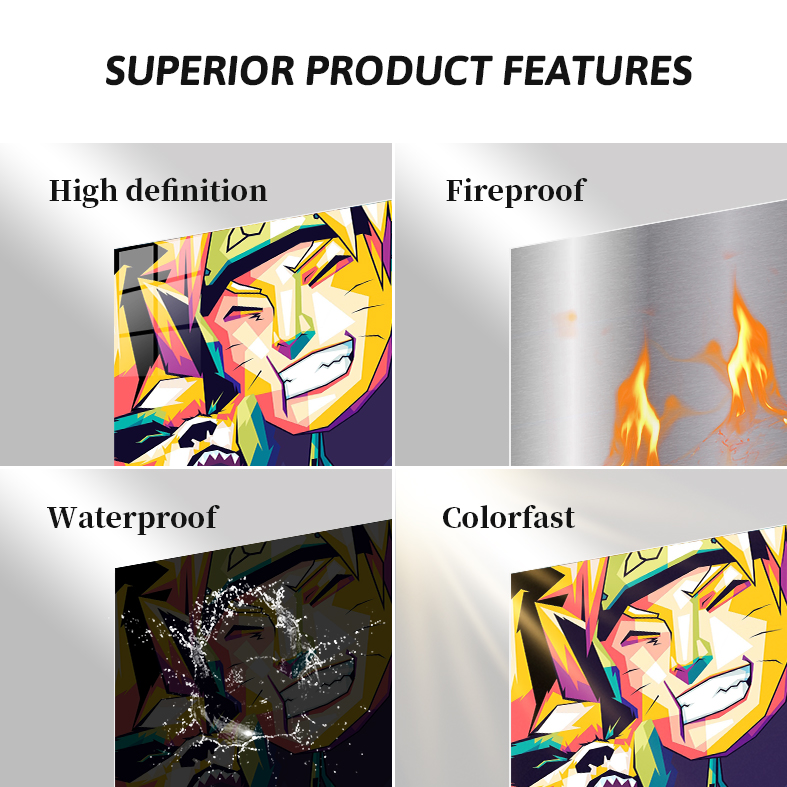 SUPERIOR PRODUCT FEATURES
High definition
Fireproof
Waterproof
Colorfast